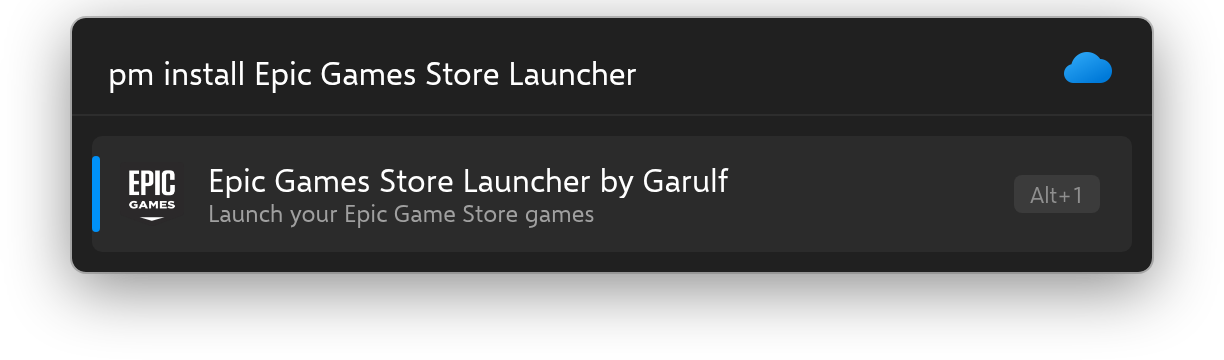 pm install Epic Games Store Launcher
EPIC
GAMES
Epic Games Store Launcher by Garulf
Launch your Epic Game Store games
Alt+1